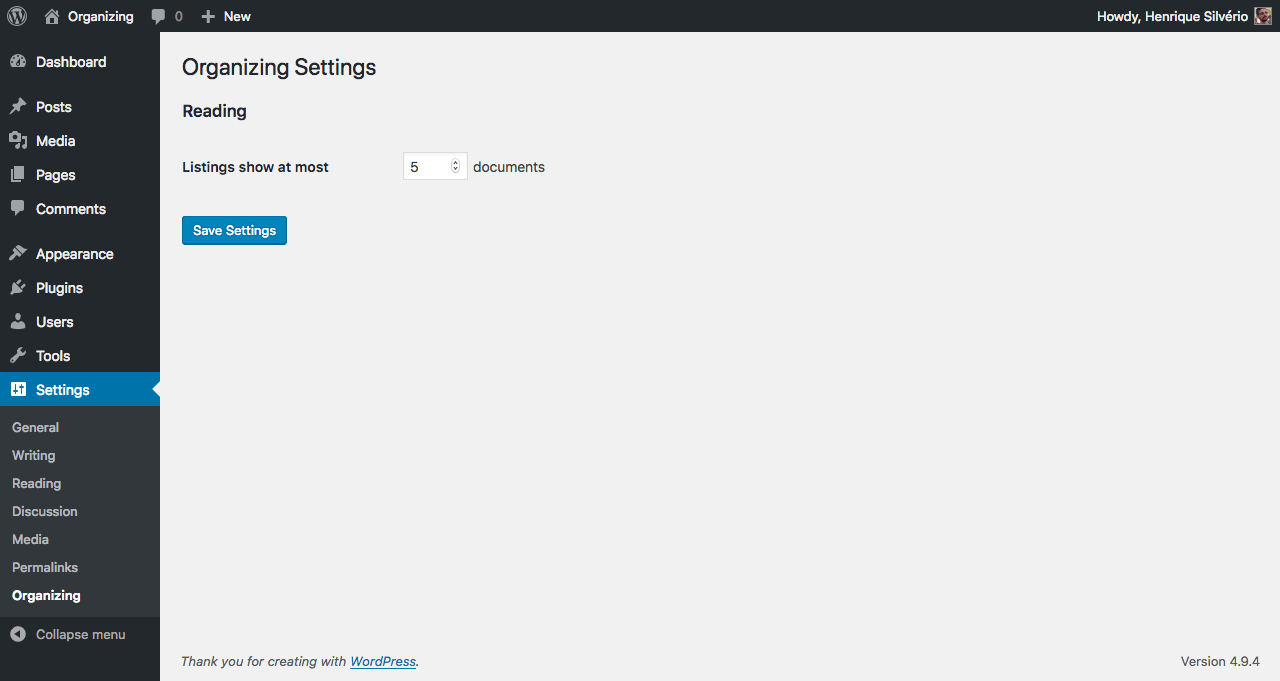 Organizing 0 New Howdy, Henrique Silvério
Dashboard
Posts
Media
Pages
Comments
Appearance
Plugins
Users
Tools
Settings
General
Writing
Reading
Discussion
Media
Permalinks
Organizing
Collapse menu
Organizing Settings
Reading
Listings show at most 5 documents
Save Settings
Thank you for creating with WordPress. Version 4.9.4